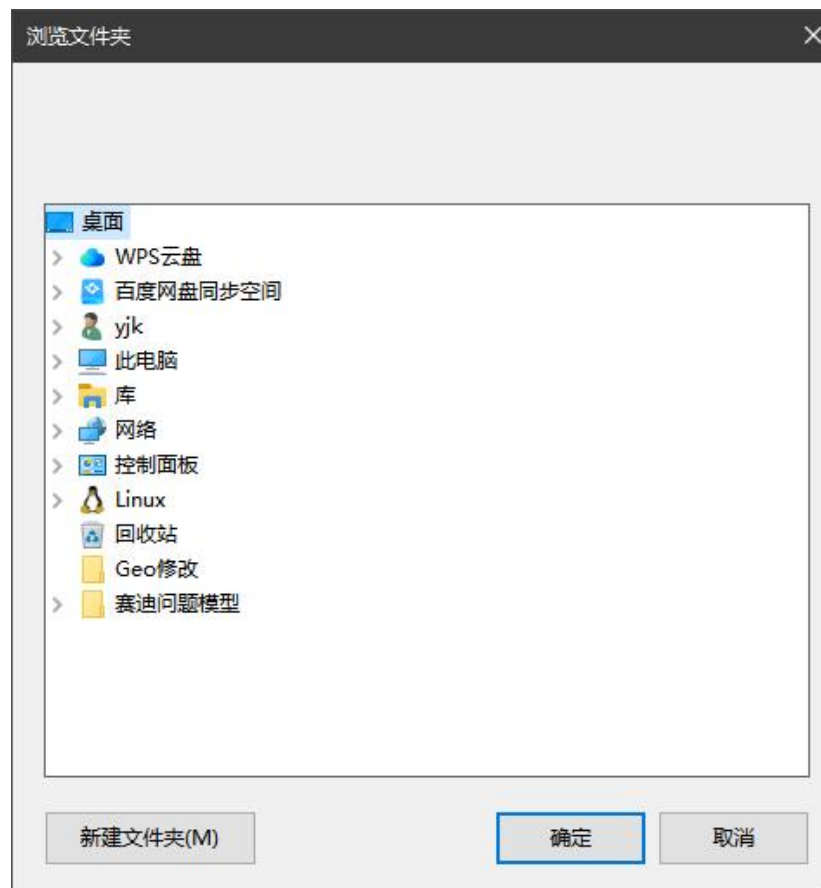 浏览文件夹
桌面
WPS云盘
百度网盘同步空间
yjk
此电脑
库
网络
控制面板
Linux
回收站
Geo修改
赛迪问题模型
新建文件夹(M) 确定 取消